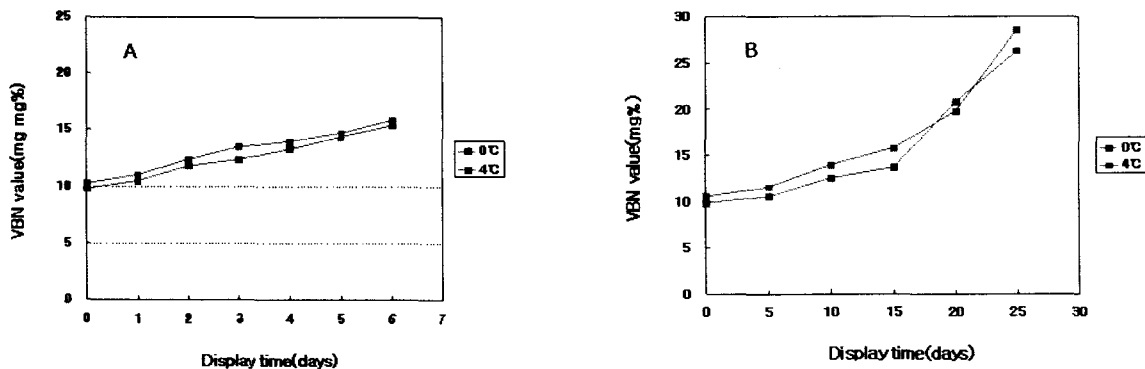 25
A
20
15
10
5
0
VBN value(mg mg%)
0 1 2 3 4 5 6 7
Display time(days)
0℃
4℃
30
B
25
20
15
10
5
0
VBN value(mg%)
0 5 10 15 20 25 30
Display time(days)
0℃
4℃